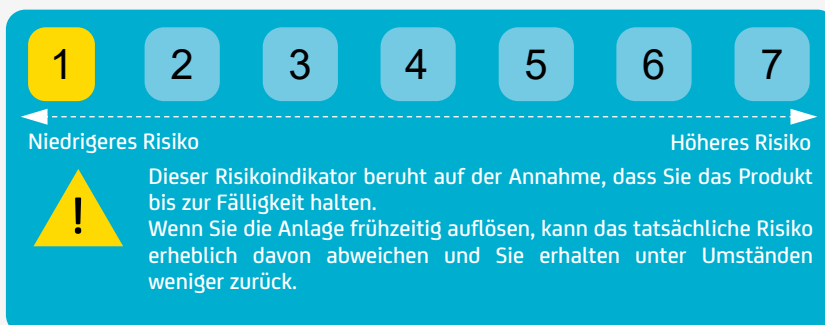 1 2 3 4 5 6 7
Niedrigeres Risiko Höheres Risiko
!
Dieser Risikoindikator beruht auf der Annahme, dass Sie das Produkt
bis zur Fälligkeit halten.
Wenn Sie die Anlage frühzeitig auflösen, kann das tatsächliche Risiko
erheblich davon abweichen und Sie erhalten unter Umständen
weniger zurück.